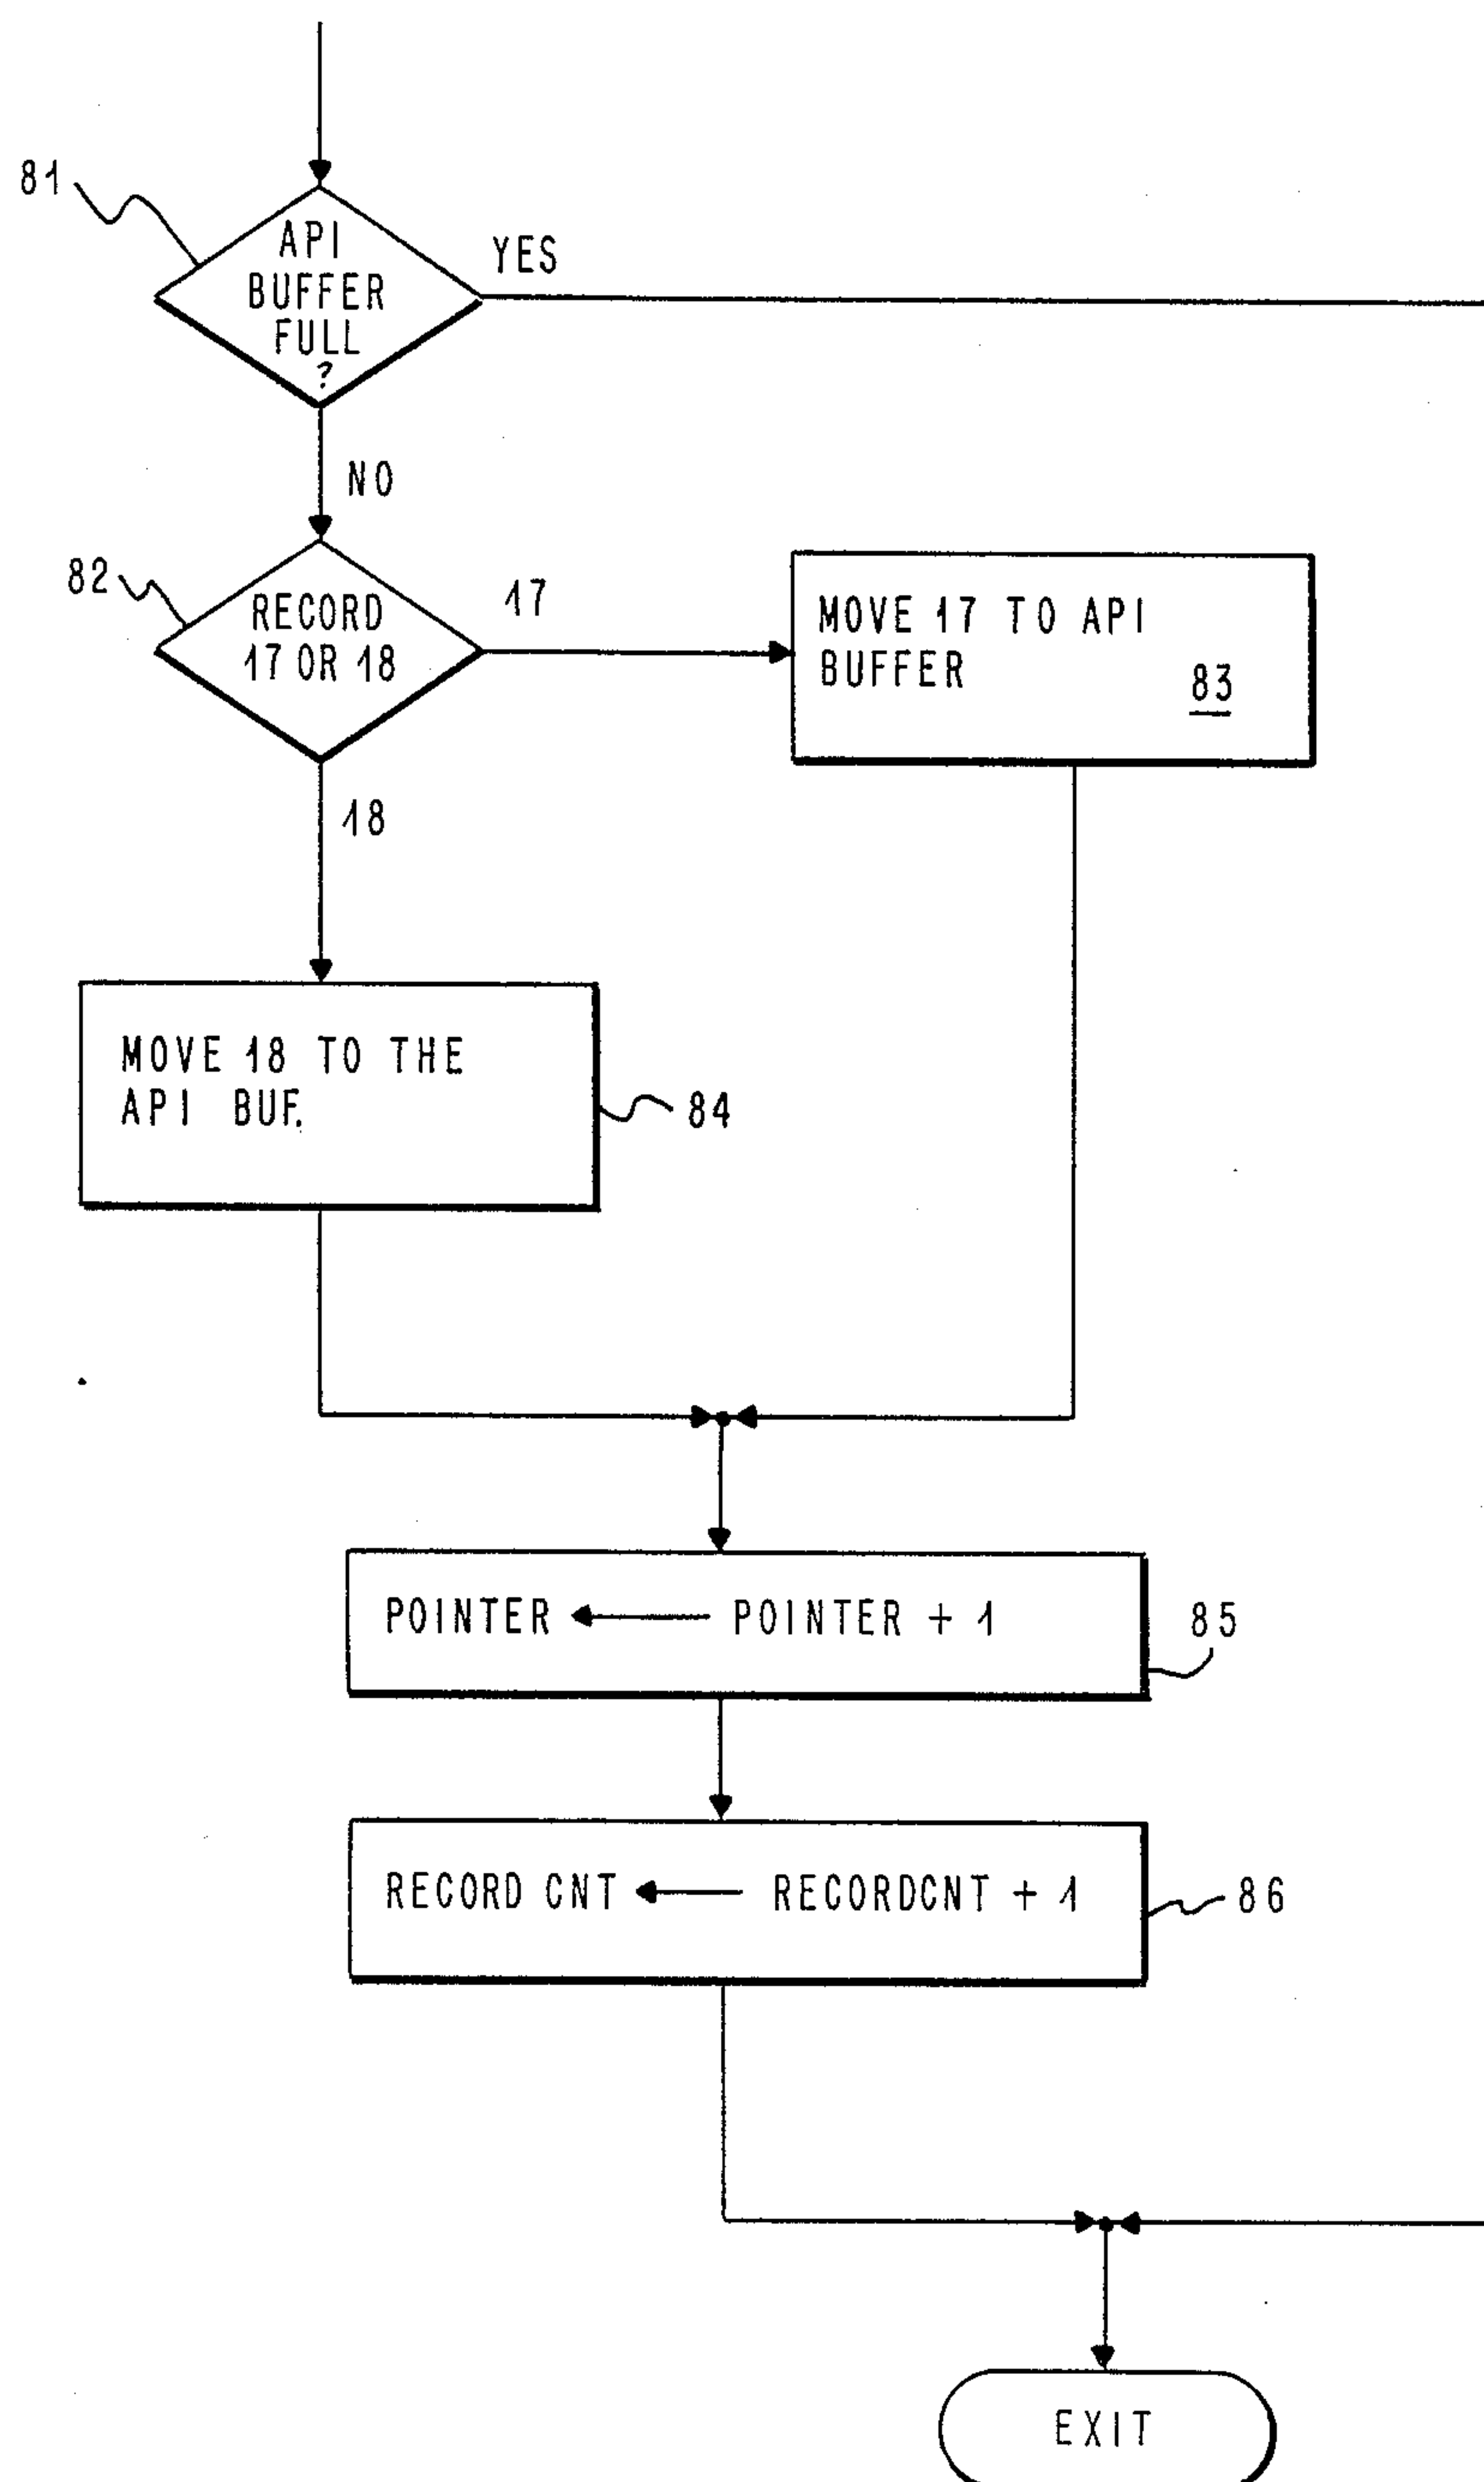 81
API
BUFFER
FULL
?
YES
NO
82
RECORD
17 OR 18
17
MOVE 17 TO API
BUFFER
83
18
MOVE 18 TO THE
API BUF.
84
POINTER ← POINTER + 1
85
RECORD CNT ← RECORDCNT + 1
86
EXIT